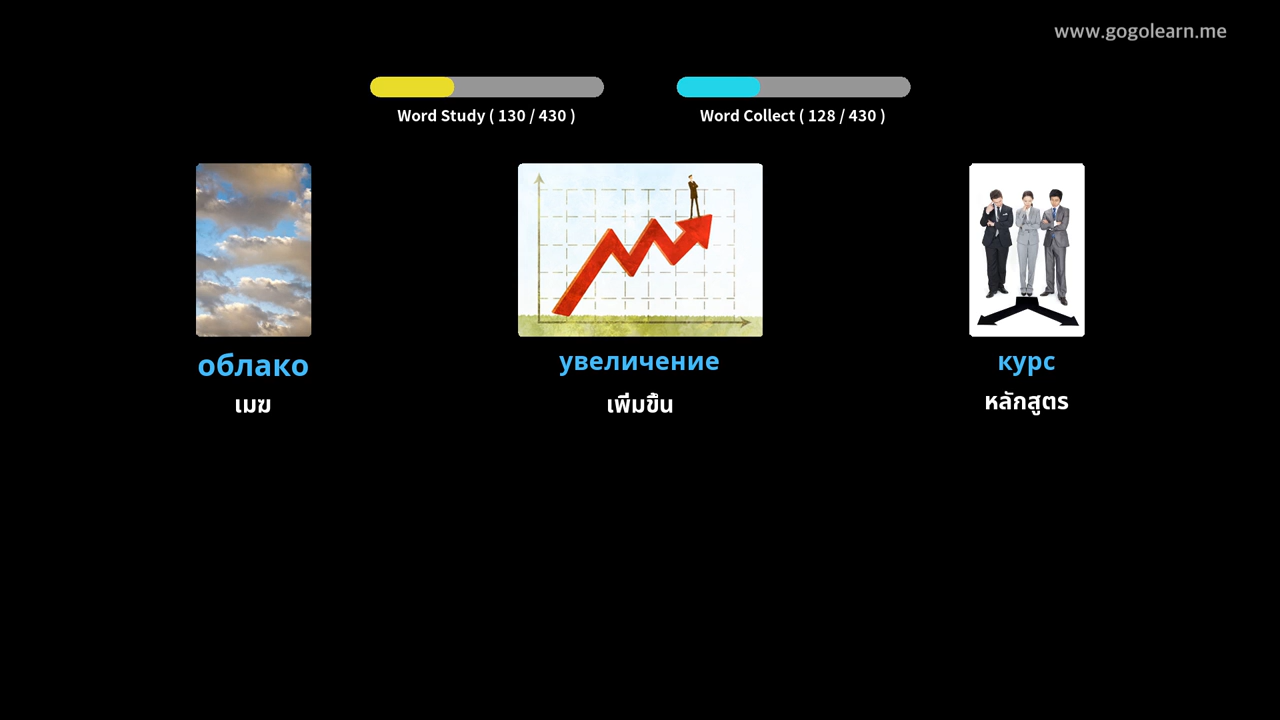 www.gogolearn.me
Word Study ( 130 / 430 )
Word Collect ( 128 / 430 )
облако
увеличение
курс
เมฆ
เพิ่มขึ้น
หลักสูตร